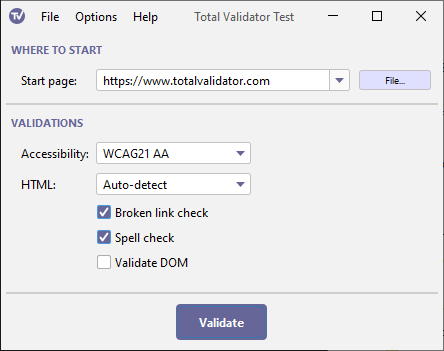 TV File Options Help Total Validator Test
WHERE TO START
Start page: https://www.totalvalidator.com File...
VALIDATIONS
Accessibility: WCAG21 AA
HTML: Auto-detect
Broken link check
Spell check
Validate DOM
Validate